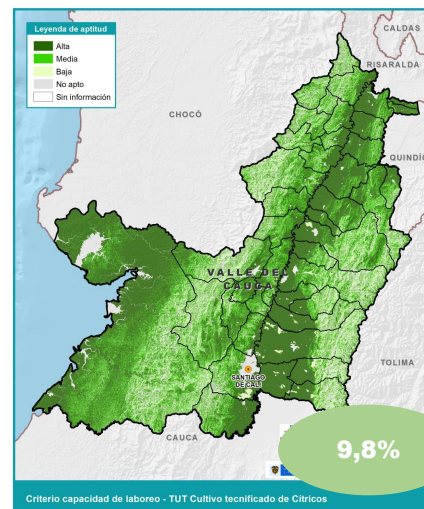 Leyenda de aptitud
Alta
Media
Baja
No apto
Sin información
CALDAS
RISARALDA
CHOCÓ
QUINDÍO
VALLE DEL
CAUCA
SANTIAGO
DE CALI
TOLIMA
CAUCA
9,8%
Criterio capacidad de laboreo - TUT Cultivo tecnificado de Cítricos